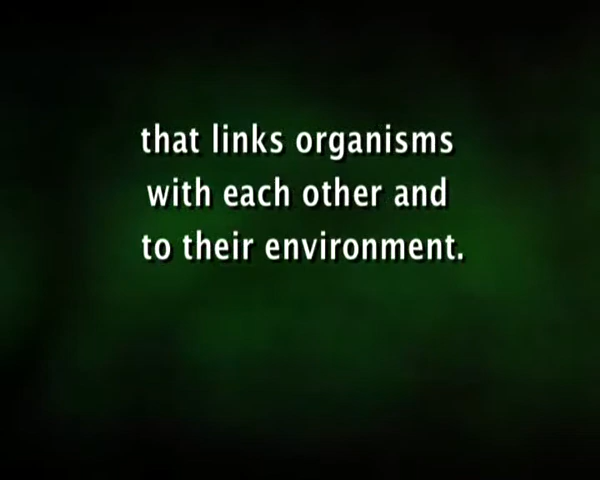 that links organisms
with each other and
to their environment.